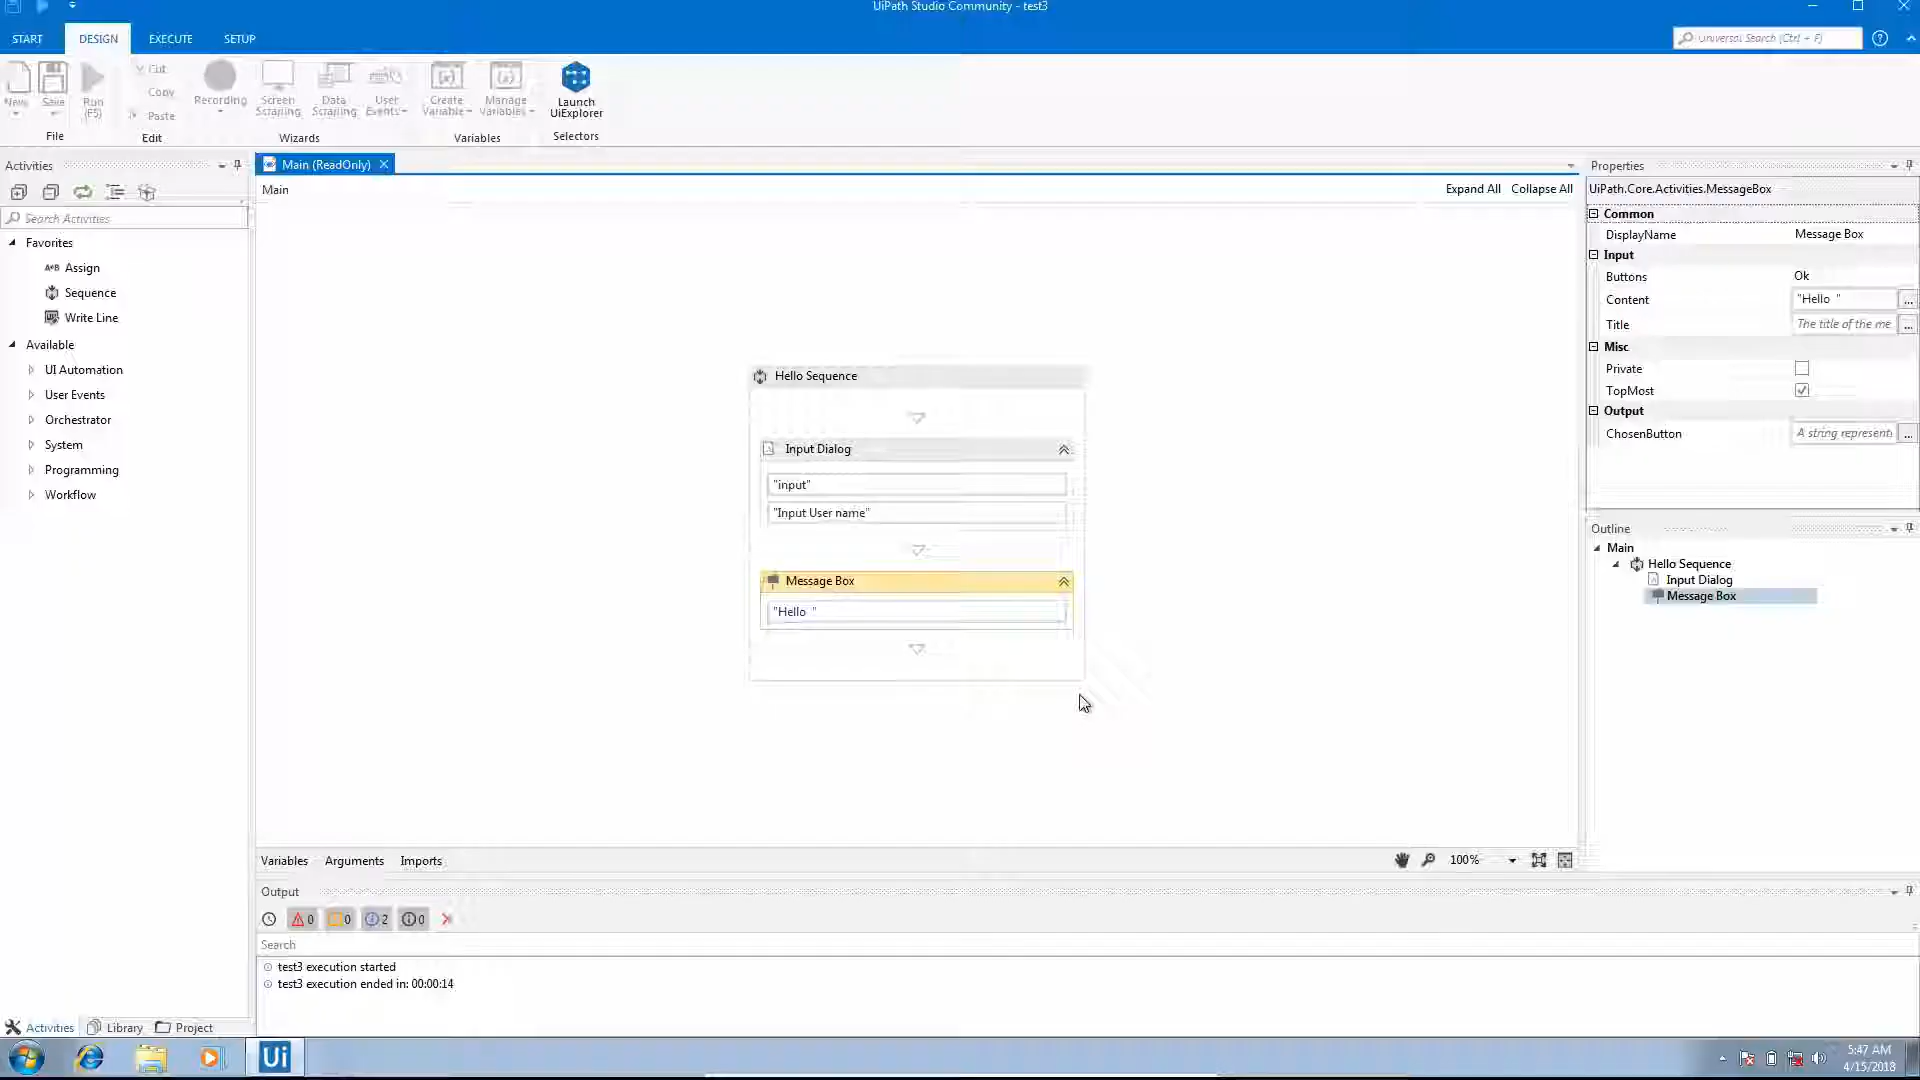 UiPath Studio Community - test3
START DESIGN EXECUTE SETUP
Universal Search (Ctrl + F)
New Save Run (F5)
Cut
Copy
Paste
Recording
Screen Scraping
Data Scraping
User Events
Create Variable
Manage Variables
Launch UiExplorer
File Edit Wizards Variables Selectors
Activities
Search Activities
Favorites
Assign
Sequence
Write Line
Available
UI Automation
User Events
Orchestrator
System
Programming
Workflow
Activities Library Project
Main (ReadOnly)
Main
Expand All Collapse All
Hello Sequence
Input Dialog
"input"
"Input User name"
Message Box
"Hello  "
Variables Arguments Imports
100%
Output
0 0 2 0
Search
test3 execution started
test3 execution ended in: 00:00:14
Properties
UiPath.Core.Activities.MessageBox
Common
DisplayName Message Box
Input
Buttons Ok
Content "Hello  " ...
Title The title of the me ...
Misc
Private
TopMost
Output
ChosenButton A string represent ...
Outline
Main
Hello Sequence
Input Dialog
Message Box
Ui
5:47 AM
4/15/2018